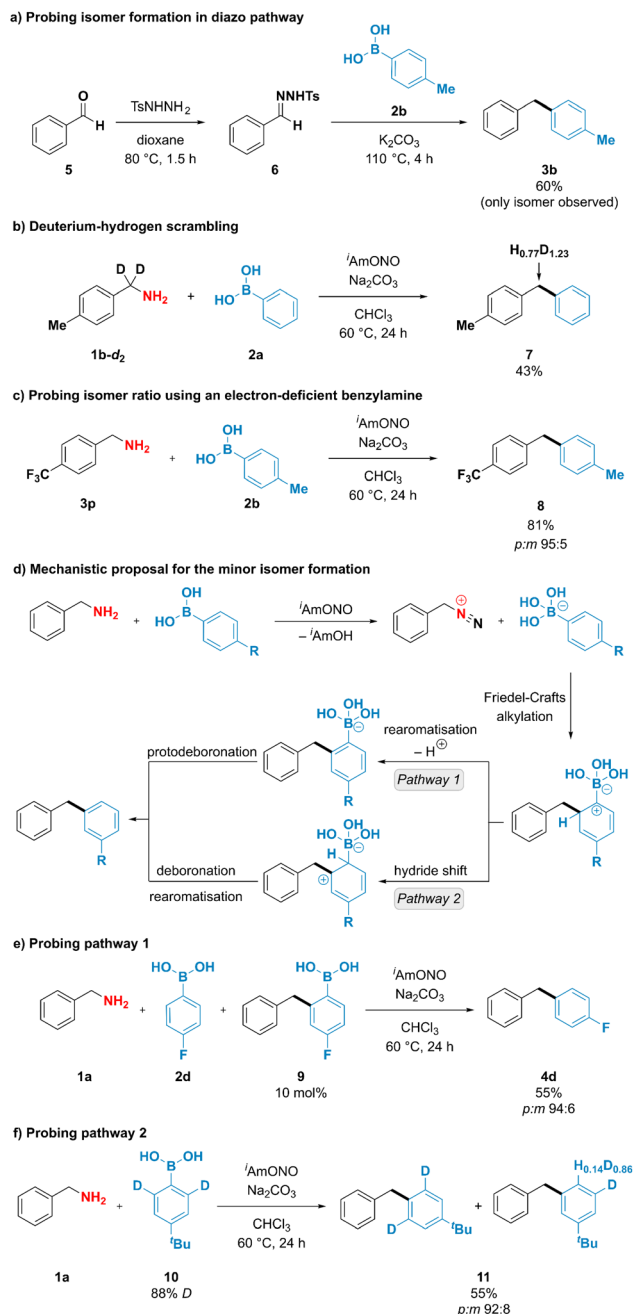 a) Probing isomer formation in diazo pathway
HO OH
B
Me
2b
O
H
5
TsNHNH₂
dioxane
80 °C, 1.5 h
NNHTs
H
6
K₂CO₃
110 °C, 4 h
Me
3b
60%
(only isomer observed)
b) Deuterium-hydrogen scrambling
D D
NH₂
Me
1b-d₂
+
OH
HO B
2a
ⁱAmONO
Na₂CO₃
CHCl₃
60 °C, 24 h
H₀.₇₇D₁.₂₃
Me
7
43%
c) Probing isomer ratio using an electron-deficient benzylamine
NH₂
F₃C
3p
+
OH
HO B
Me
2b
ⁱAmONO
Na₂CO₃
CHCl₃
60 °C, 24 h
F₃C
Me
8
81%
p:m 95:5
d) Mechanistic proposal for the minor isomer formation
NH₂
+
OH
HO B
R
ⁱAmONO
– ⁱAmOH
⊕
N
N
+
OH
HO B OH
⊖
R
Friedel-Crafts
alkylation
OH
HO OH
B
⊖
⊕
H
R
rearomatisation
– H⊕
Pathway 1
OH
HO OH
B
⊖
R
protodeboronation
hydride shift
Pathway 2
OH
HO OH
B
H ⊖
⊕
R
deboronation
rearomatisation
R
e) Probing pathway 1
NH₂
1a
+
HO OH
B
F
2d
+
HO OH
B
F
9
10 mol%
ⁱAmONO
Na₂CO₃
CHCl₃
60 °C, 24 h
F
4d
55%
p:m 94:6
f) Probing pathway 2
NH₂
1a
+
HO OH
B
D D
ᵗBu
10
88% D
ⁱAmONO
Na₂CO₃
CHCl₃
60 °C, 24 h
D
D
ᵗBu
+
H₀.₁₄D₀.₈₆
D
ᵗBu
11
55%
p:m 92:8